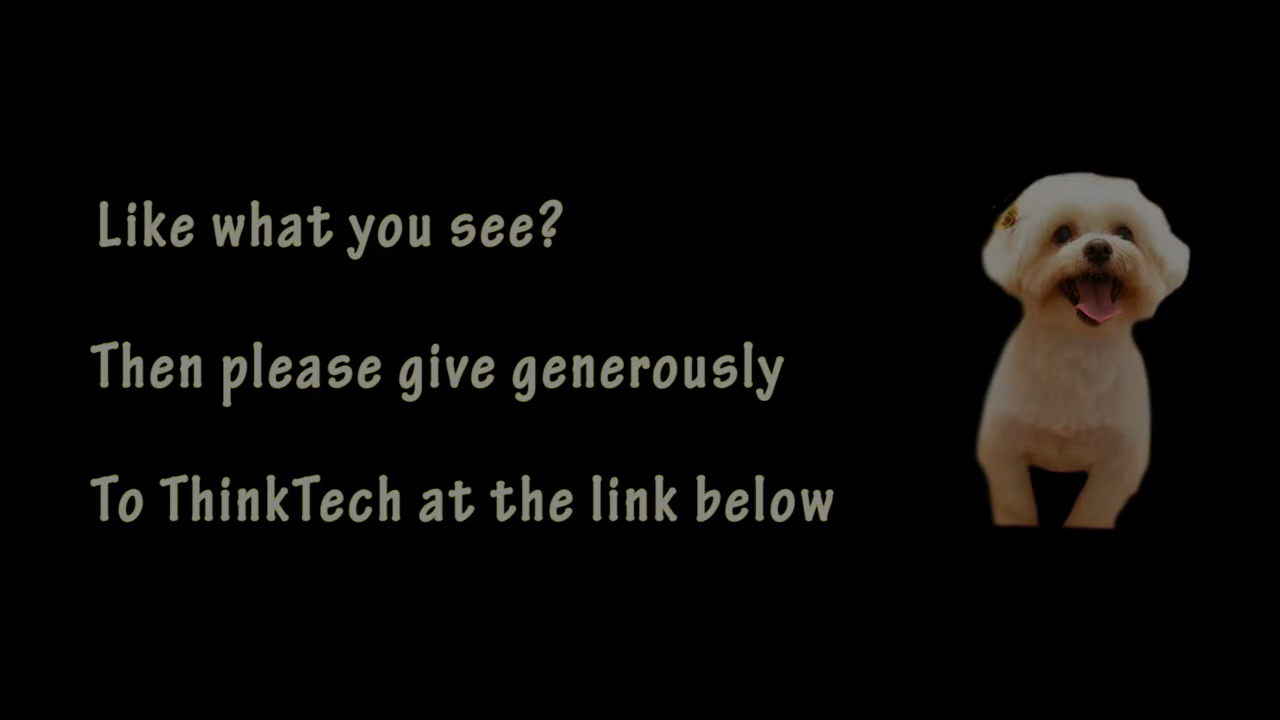 Like what you see?
Then please give generously
To ThinkTech at the link below